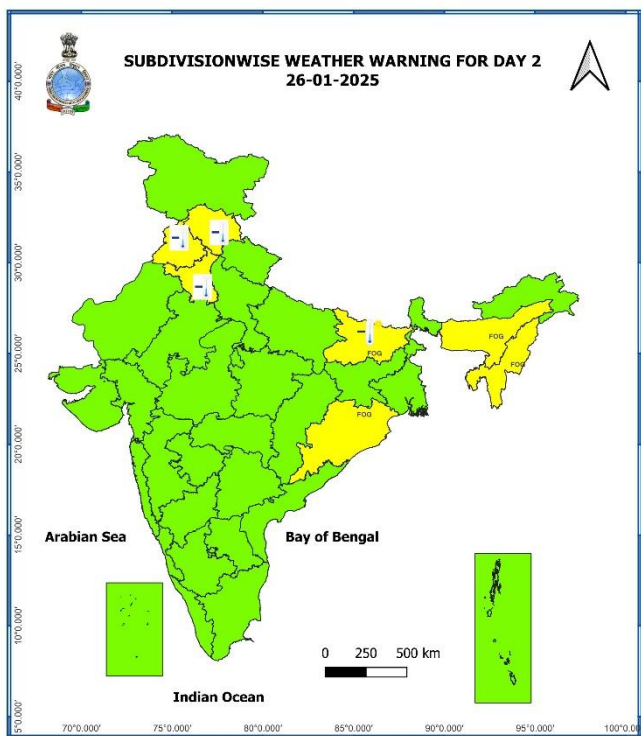 SUBDIVISIONWISE WEATHER WARNING FOR DAY 2
26-01-2025
40°0.000'
35°0.000'
30°0.000'
25°0.000'
20°0.000'
15°0.000'
10°0.000'
5°0.000'
FOG
FOG
FOG
FOG
Arabian Sea
Bay of Bengal
0 250 500 km
Indian Ocean
70°0.000' 75°0.000' 80°0.000' 85°0.000' 90°0.000' 95°0.000' 100°0.00